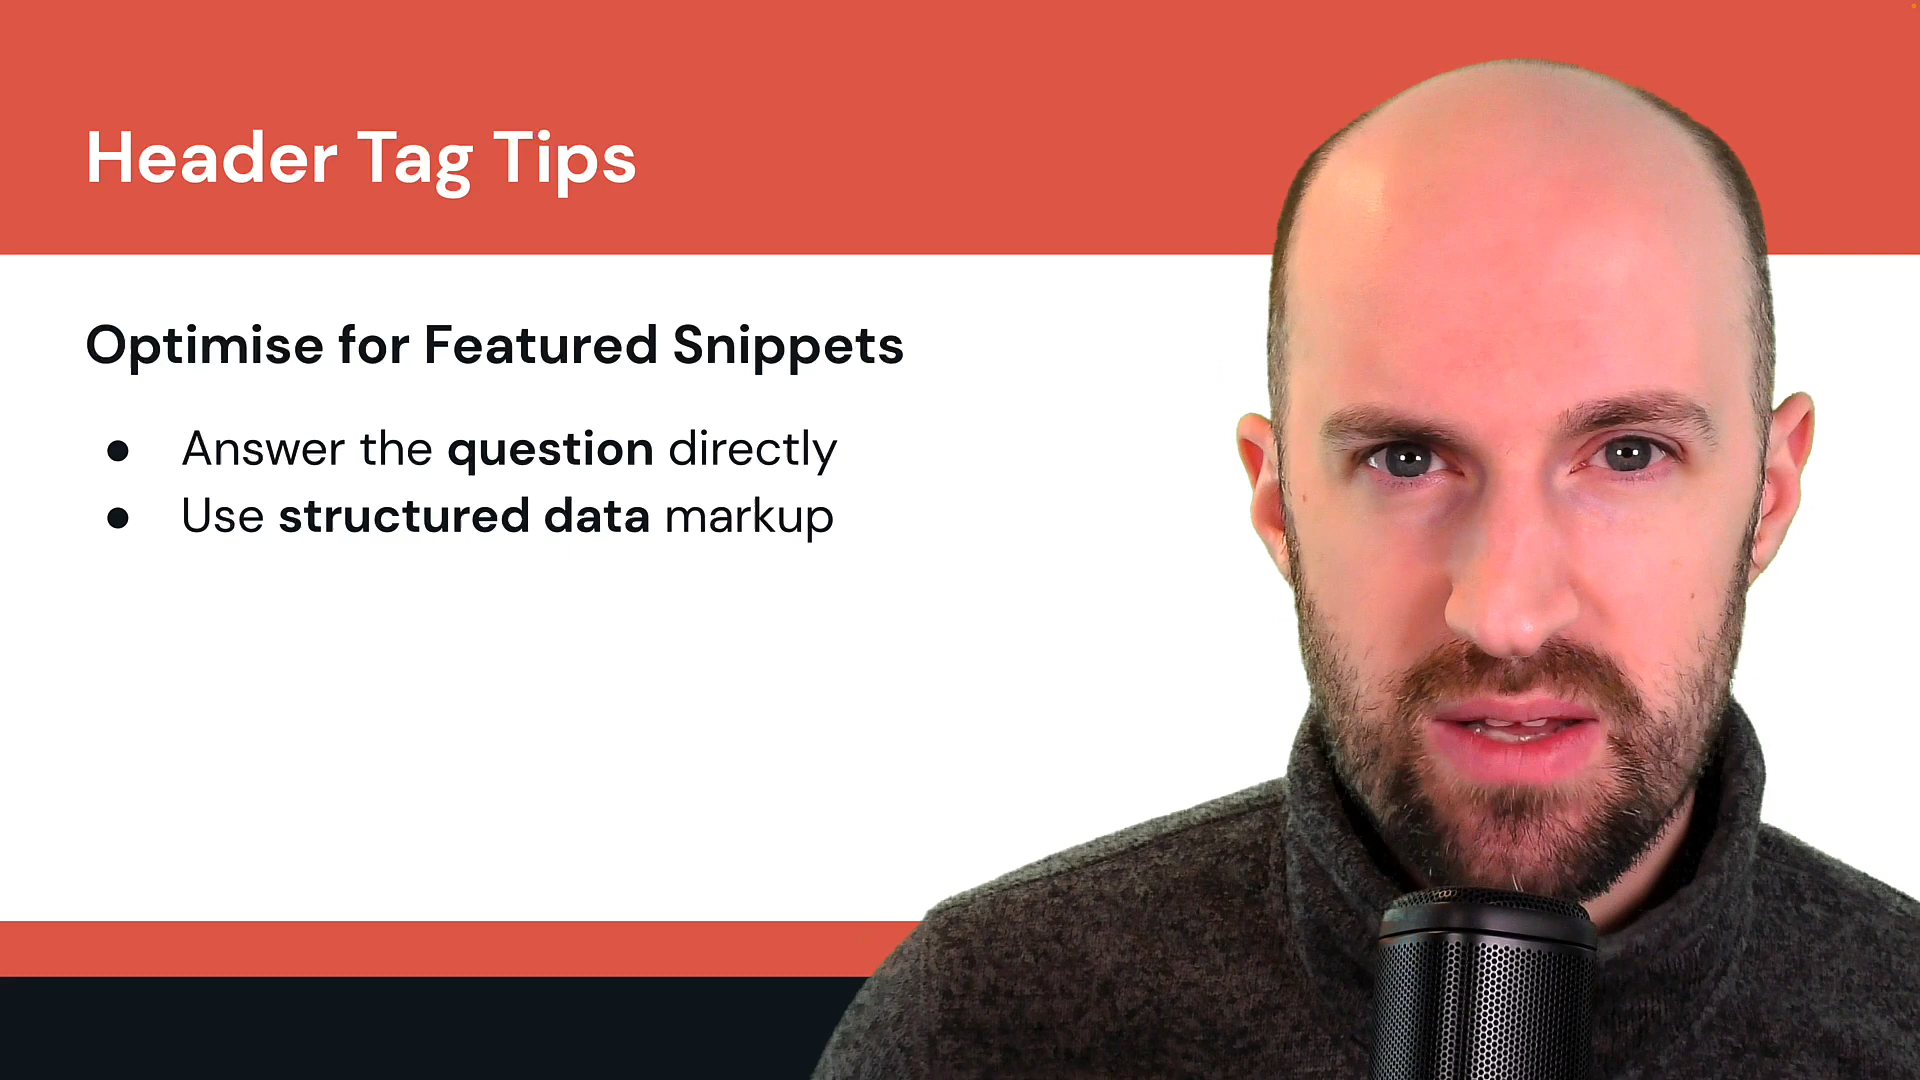 Header Tag Tips
Optimise for Featured Snippets
● Answer the question directly
● Use structured data markup